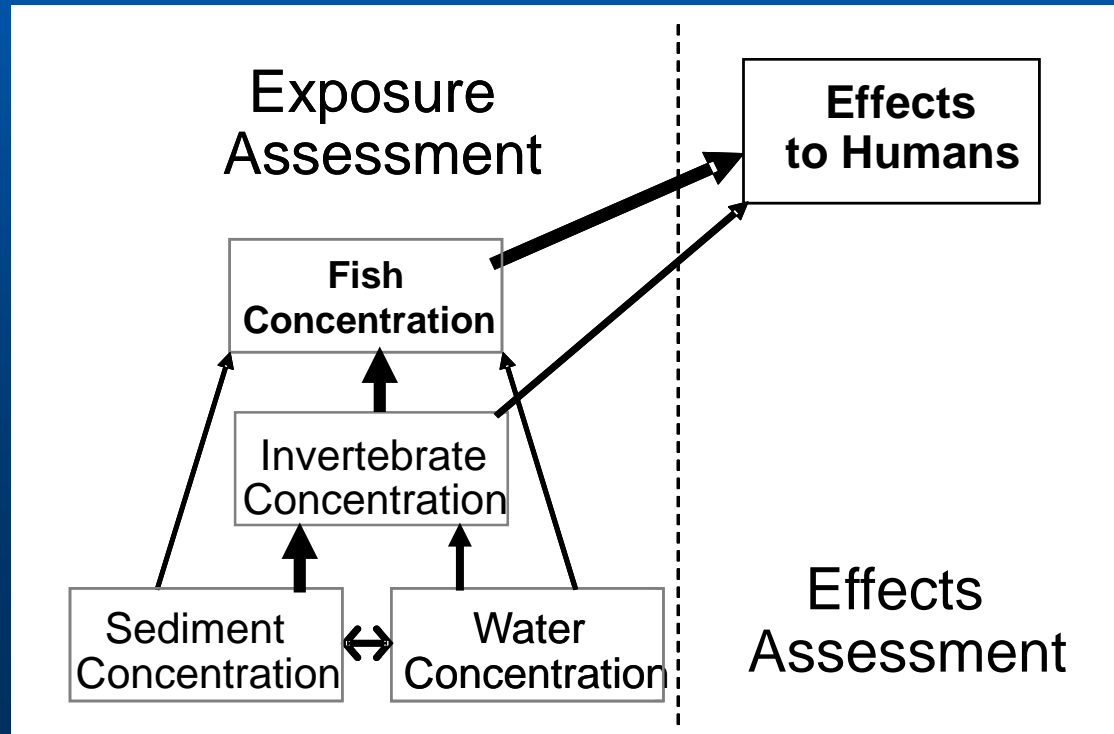 Exposure
Assessment
Effects
to Humans
Fish
Concentration
Invertebrate
Concentration
Sediment
Concentration
Water
Concentration
Effects
Assessment